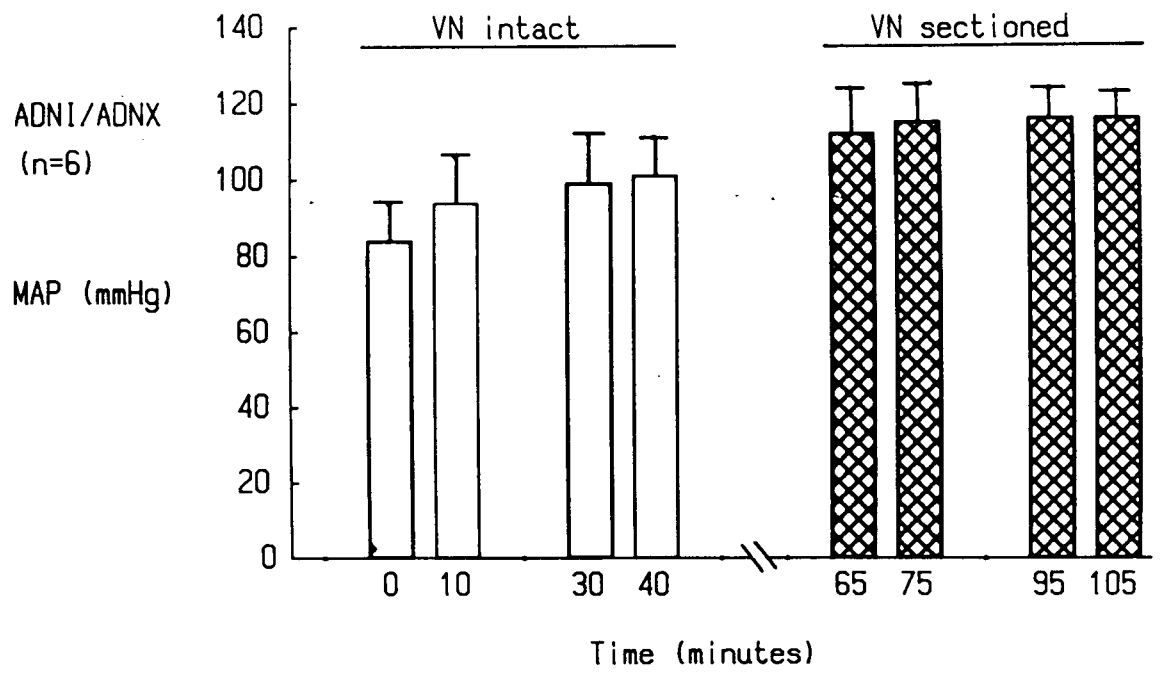 VN intact
VN sectioned
ADNI/ADNX
(n=6)
MAP (mmHg)
140
120
100
80
60
40
20
0
0 10 30 40 65 75 95 105
Time (minutes)